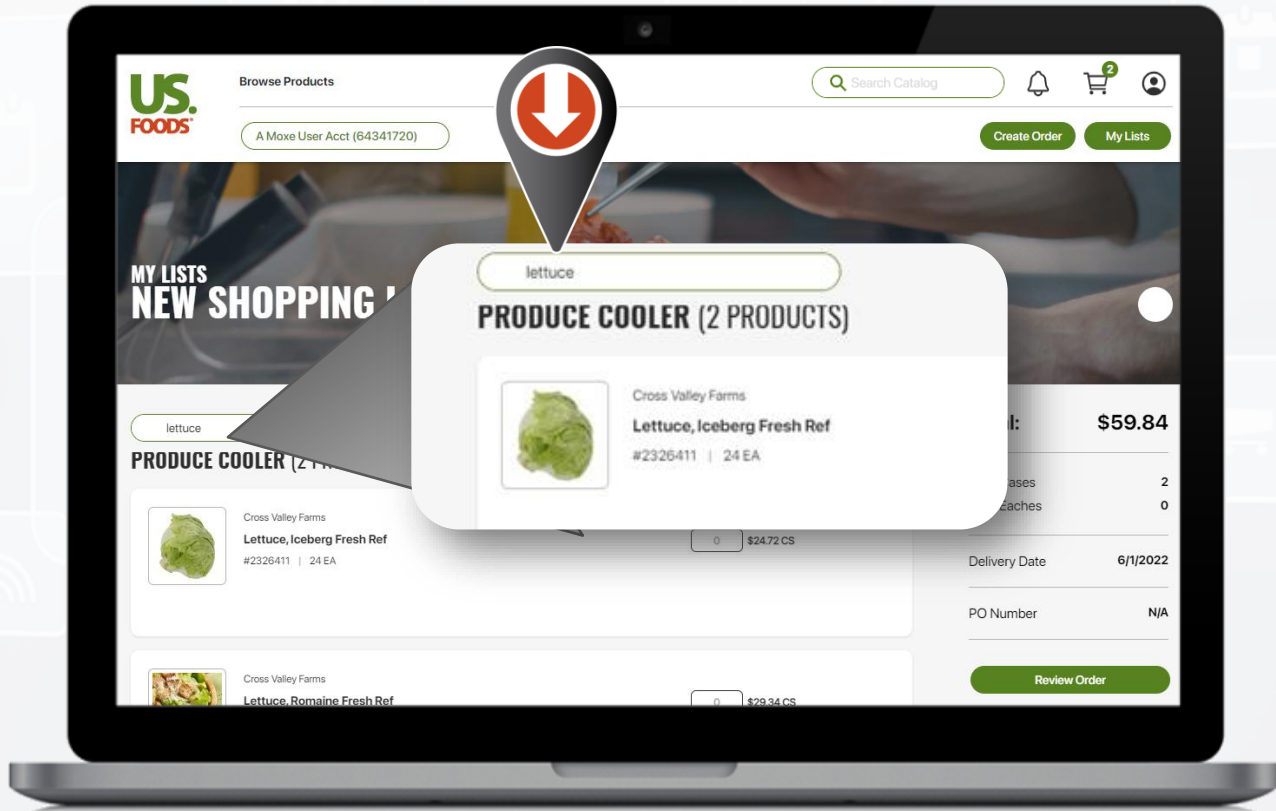 US.
FOODS
Browse Products
Search Catalog
2
A Moxe User Acct (64341720)
Create Order
My Lists
MY LISTS
NEW SHOPPING
lettuce
PRODUCE COOLER (2 PRODUCTS)
Cross Valley Farms
Lettuce, Iceberg Fresh Ref
#2326411 | 24 EA
lettuce
PRODUCE COOLER (2
Cross Valley Farms
Lettuce, Iceberg Fresh Ref
#2326411 | 24 EA
0 $24.72 CS
Cross Valley Farms
Lettuce, Romaine Fresh Ref
0 $29.34 CS
$59.84
2
0
Delivery Date 6/1/2022
PO Number N/A
Review Order